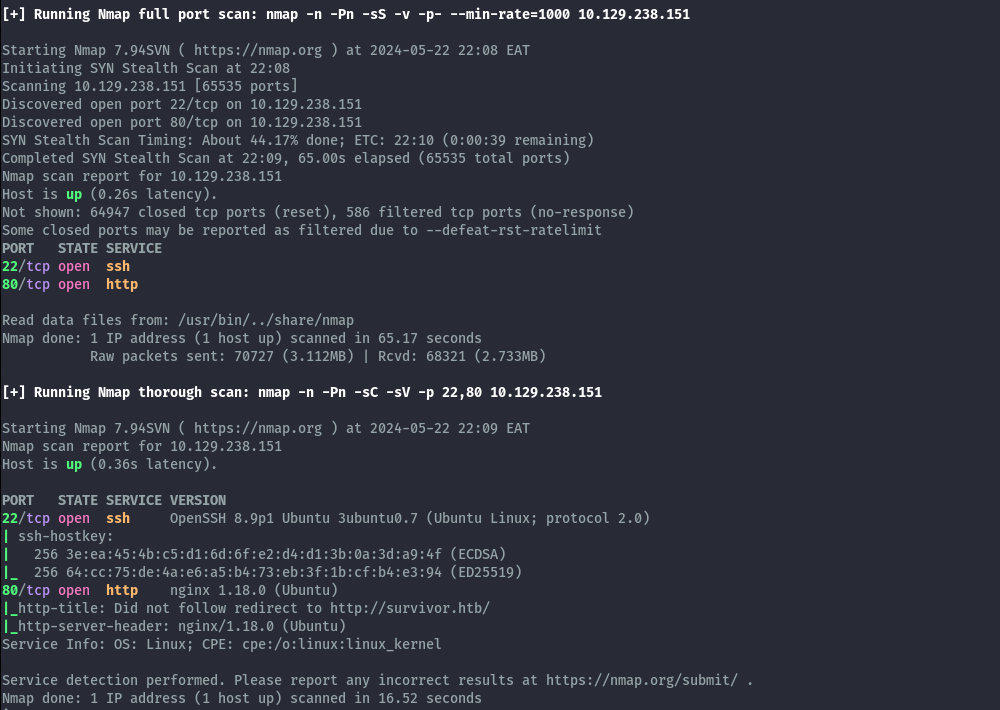 [+] Running Nmap full port scan: nmap -n -Pn -sS -v -p- --min-rate=1000 10.129.238.151
Starting Nmap 7.94SVN ( https://nmap.org ) at 2024-05-22 22:08 EAT
Initiating SYN Stealth Scan at 22:08
Scanning 10.129.238.151 [65535 ports]
Discovered open port 22/tcp on 10.129.238.151
Discovered open port 80/tcp on 10.129.238.151
SYN Stealth Scan Timing: About 44.17% done; ETC: 22:10 (0:00:39 remaining)
Completed SYN Stealth Scan at 22:09, 65.00s elapsed (65535 total ports)
Nmap scan report for 10.129.238.151
Host is up (0.26s latency).
Not shown: 64947 closed tcp ports (reset), 586 filtered tcp ports (no-response)
Some closed ports may be reported as filtered due to --defeat-rst-ratelimit
PORT   STATE SERVICE
22/tcp open  ssh
80/tcp open  http
Read data files from: /usr/bin/../share/nmap
Nmap done: 1 IP address (1 host up) scanned in 65.17 seconds
           Raw packets sent: 70727 (3.112MB) | Rcvd: 68321 (2.733MB)
[+] Running Nmap thorough scan: nmap -n -Pn -sC -sV -p 22,80 10.129.238.151
Starting Nmap 7.94SVN ( https://nmap.org ) at 2024-05-22 22:09 EAT
Nmap scan report for 10.129.238.151
Host is up (0.36s latency).
PORT   STATE SERVICE VERSION
22/tcp open  ssh     OpenSSH 8.9p1 Ubuntu 3ubuntu0.7 (Ubuntu Linux; protocol 2.0)
| ssh-hostkey:
|   256 3e:ea:45:4b:c5:d1:6d:6f:e2:d4:d1:3b:0a:3d:a9:4f (ECDSA)
|_  256 64:cc:75:de:4a:e6:a5:b4:73:eb:3f:1b:cf:b4:e3:94 (ED25519)
80/tcp open  http    nginx 1.18.0 (Ubuntu)
|_http-title: Did not follow redirect to http://survivor.htb/
|_http-server-header: nginx/1.18.0 (Ubuntu)
Service Info: OS: Linux; CPE: cpe:/o:linux:linux_kernel
Service detection performed. Please report any incorrect results at https://nmap.org/submit/ .
Nmap done: 1 IP address (1 host up) scanned in 16.52 seconds